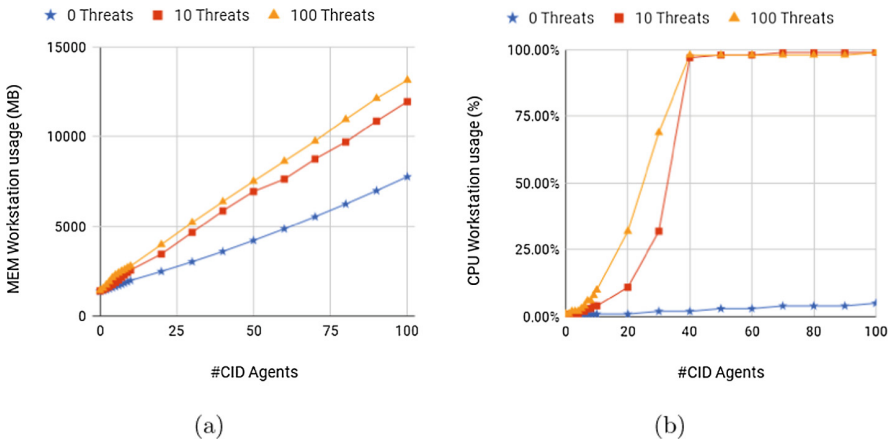 0 Threats 10 Threats 100 Threats
MEM Workstation usage (MB)
15000
10000
5000
0
0 25 50 75 100
#CID Agents
(a)
0 Threats 10 Threats 100 Threats
CPU Workstation usage (%)
100.00%
75.00%
50.00%
25.00%
0.00%
0 20 40 60 80 100
#CID Agents
(b)